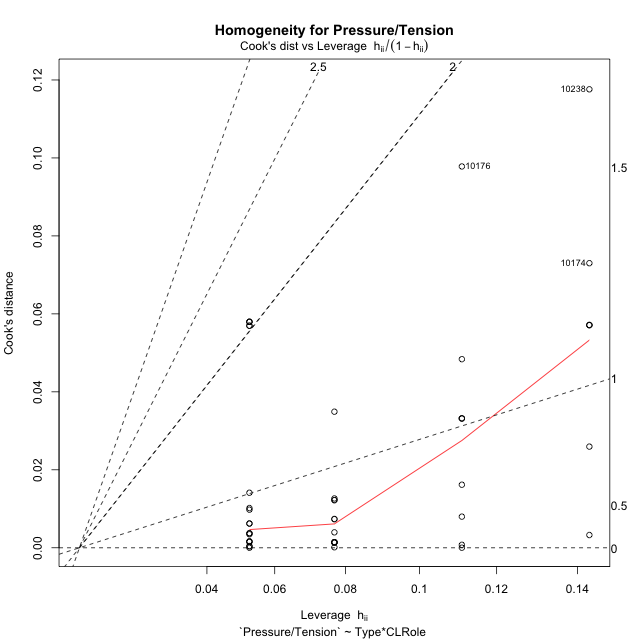 Homogeneity for Pressure/Tension
Cook's dist vs Leverage hii/(1 − hii)
2.5
2
10238
10176
1.5
10174
1
0.5
0
0.12
0.10
0.08
0.06
0.04
0.02
0.00
Cook's distance
0.04 0.06 0.08 0.1 0.12 0.14
Leverage hii
`Pressure/Tension` ~ Type*CLRole